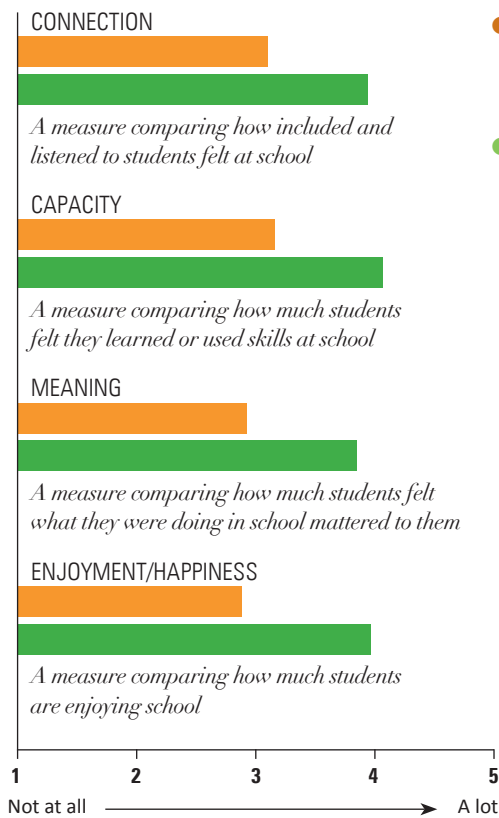 CONNECTION
A measure comparing how included and
listened to students felt at school
CAPACITY
A measure comparing how much students
felt they learned or used skills at school
MEANING
A measure comparing how much students felt
what they were doing in school mattered to them
ENJOYMENT/HAPPINESS
A measure comparing how much students
are enjoying school
1 2 3 4 5
Not at all A lot